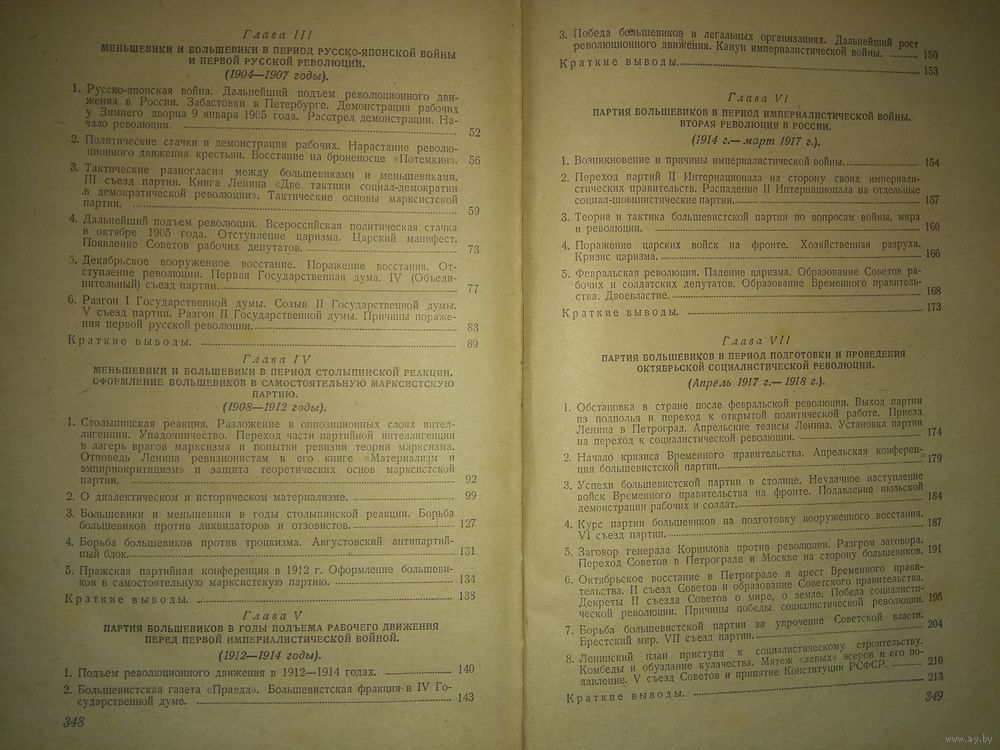 Глава III
МЕНЬШЕВИКИ И БОЛЬШЕВИКИ В ПЕРИОД РУССКО-ЯПОНСКОЙ ВОЙНЫ
И ПЕРВОЙ РУССКОЙ РЕВОЛЮЦИИ.
(1904—1907 годы).
1. Русско-японская война. Дальнейший подъем революционного дви-
жения в России. Забастовки в Петербурге. Демонстрация рабочих
у Зимнего дворца 9 января 1905 года. Расстрел демонстрации. На-
чало революции. 52
2. Политические стачки и демонстрации рабочих. Нарастание револю-
ционного движения крестьян. Восстание на броненосце «Потемкин». 56
3. Тактические разногласия между большевиками и меньшевиками.
III съезд партии. Книга Ленина «Две тактики социал-демократии
в демократической революции». Тактические основы марксистской
партии. 59
4. Дальнейший подъем революции. Всероссийская политическая стачка
в октябре 1905 года. Отступление царизма. Царский манифест.
Появление Советов рабочих депутатов. 73
5. Декабрьское вооруженное восстание. Поражение восстания. От-
ступление революции. Первая Государственная дума. IV (Объеди-
нительный) съезд партии. 77
6. Разгон I Государственной думы. Созыв II Государственной думы.
V съезд партии. Разгон II Государственной думы. Причины пораже-
ния первой русской революции. 83
Краткие выводы. 89
Глава IV
МЕНЬШЕВИКИ И БОЛЬШЕВИКИ В ПЕРИОД СТОЛЫПИНСКОЙ РЕАКЦИИ.
ОФОРМЛЕНИЕ БОЛЬШЕВИКОВ В САМОСТОЯТЕЛЬНУЮ МАРКСИСТСКУЮ
ПАРТИЮ.
(1908—1912 годы).
1. Столыпинская реакция. Разложение в оппозиционных слоях интел-
лигенции. Упадочничество. Переход части партийной интеллигенции
в лагерь врагов марксизма и попытки ревизии теории марксизма.
Отповедь Ленина ревизионистам в его книге «Материализм и
эмпириокритицизм» и защита теоретических основ марксистской
партии. 92
2. О диалектическом и историческом материализме. 99
3. Большевики и меньшевики в годы столыпинской реакции. Борьба
большевиков против ликвидаторов и отзовистов. 127
4. Борьба большевиков против троцкизма. Августовский антипартий-
ный блок. 131
5. Пражская партийная конференция в 1912 г. Оформление большеви-
ков в самостоятельную марксистскую партию. 134
Краткие выводы. 138
Глава V
ПАРТИЯ БОЛЬШЕВИКОВ В ГОДЫ ПОДЪЕМА РАБОЧЕГО ДВИЖЕНИЯ
ПЕРЕД ПЕРВОЙ ИМПЕРИАЛИСТИЧЕСКОЙ ВОЙНОЙ.
(1912—1914 годы).
1. Подъем революционного движения в 1912—1914 годах. 140
2. Большевистская газета «Правда». Большевистская фракция в IV Го-
сударственной думе. 143
348
3. Победа большевиков в легальных организациях. Дальнейший рост
революционного движения. Канун империалистической войны. 150
Краткие выводы. 153
Глава VI
ПАРТИЯ БОЛЬШЕВИКОВ В ПЕРИОД ИМПЕРИАЛИСТИЧЕСКОЙ ВОЙНЫ.
ВТОРАЯ РЕВОЛЮЦИЯ В РОССИИ.
(1914 г.— март 1917 г.).
1. Возникновение и причины империалистической войны. 154
2. Переход партий II Интернационала на сторону своих империали-
стических правительств. Распадение II Интернационала на отдельные
социал-шовинистические партии. 157
3. Теория и тактика большевистской партии по вопросам войны, мира
и революции. 160
4. Поражение царских войск на фронте. Хозяйственная разруха.
Кризис царизма. 166
5. Февральская революция. Падение царизма. Образование Советов ра-
бочих и солдатских депутатов. Образование Временного правитель-
ства. Двоевластие. 168
Краткие выводы. 173
Глава VII
ПАРТИЯ БОЛЬШЕВИКОВ В ПЕРИОД ПОДГОТОВКИ И ПРОВЕДЕНИЯ
ОКТЯБРЬСКОЙ СОЦИАЛИСТИЧЕСКОЙ РЕВОЛЮЦИИ.
(Апрель 1917 г.— 1918 г.).
1. Обстановка в стране после февральской революции. Выход партии
из подполья и переход к открытой политической работе. Приезд
Ленина в Петроград. Апрельские тезисы Ленина. Установка партии
на переход к социалистической революции. 174
2. Начало кризиса Временного правительства. Апрельская конферен-
ция большевистской партии. 179
3. Успехи большевистской партии в столице. Неудачное наступление
войск Временного правительства на фронте. Подавление июльской
демонстрации рабочих и солдат. 184
4. Курс партии большевиков на подготовку вооруженного восстания.
VI съезд партии. 187
5. Заговор генерала Корнилова против революции. Разгром заговора.
Переход Советов в Петрограде и Москве на сторону большевиков. 191
6. Октябрьское восстание в Петрограде и арест Временного прави-
тельства. II съезд Советов и образование Советского правительства.
Декреты II съезда Советов о мире, о земле. Победа социалисти-
ческой революции. Причины победы социалистической революции. 195
7. Борьба большевистской партии за упрочение Советской власти.
Брестский мир. VII съезд партии. 204
8. Ленинский план приступа к социалистическому строительству.
Комбеды и обуздание кулачества. Мятеж «левых» эсеров и его по-
давление. V съезд Советов и принятие Конституции РСФСР. 210
Краткие выводы. 213
349
www.ay.by